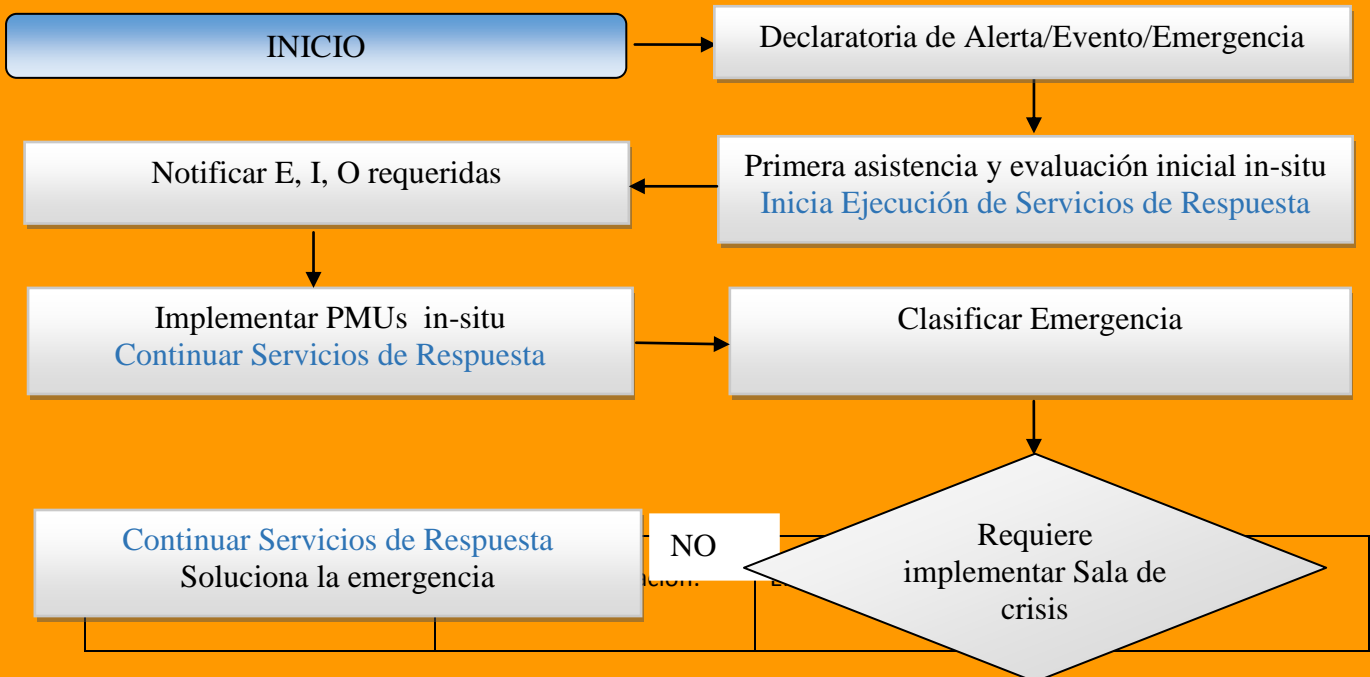 INICIO
Declaratoria de Alerta/Evento/Emergencia
Primera asistencia y evaluación inicial in-situ
Inicia Ejecución de Servicios de Respuesta
Notificar E, I, O requeridas
Implementar PMUs in-situ
Continuar Servicios de Respuesta
Clasificar Emergencia
Requiere
implementar Sala de
crisis
NO
Continuar Servicios de Respuesta
Soluciona la emergencia